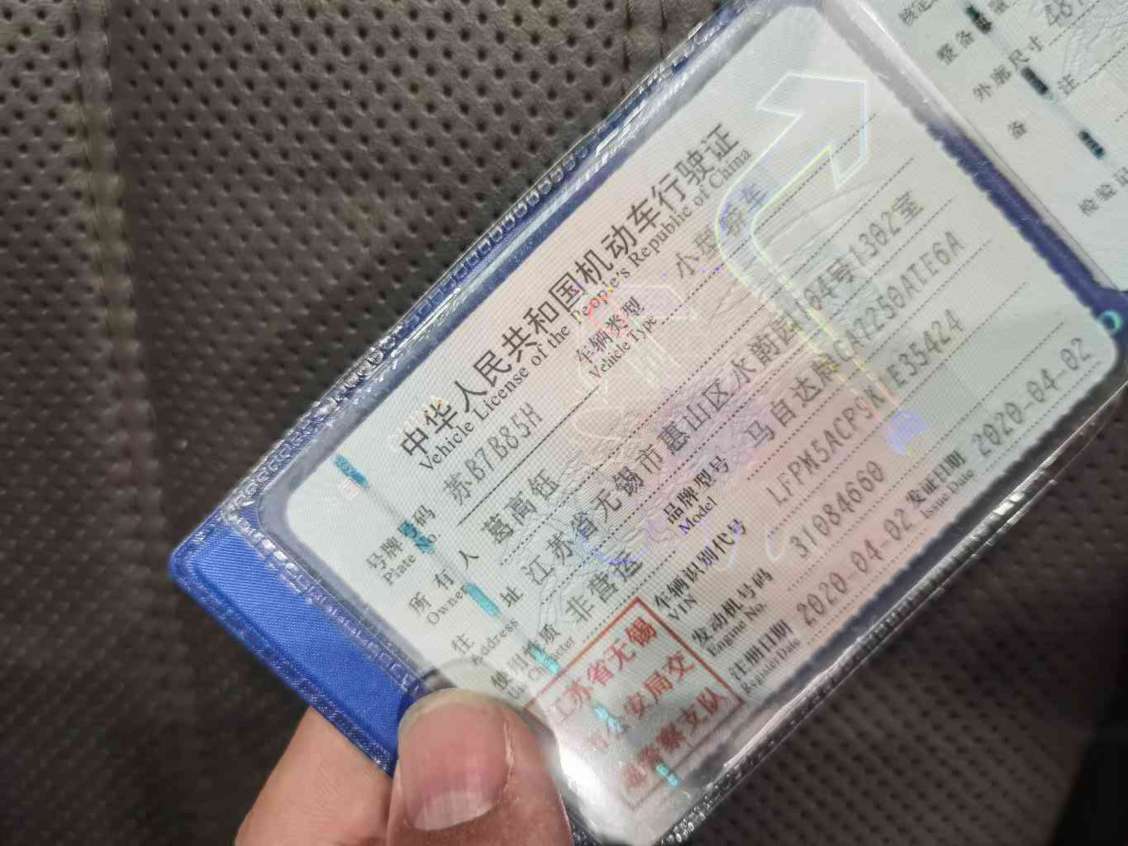 中华人民共和国机动车行驶证
Vehicle License of the People's Republic of China
号牌号码 苏B7B85H 车辆类型 小型轿车
Plate No. Vehicle Type
所有人 葛高钰
Owner
住址 江苏省无锡市惠山区水韵园104号1302室
Address
使用性质 非营运 品牌型号 马自达牌CA7250ATE6A
Use Character Model
车辆识别代号
VIN
发动机号码 31084660
Engine No.
注册日期 2020-04-02 发证日期 2020-04-02
Register Date Issue Date
江苏省无锡
市公安局交
通警察支队
整备
外廓尺寸
备注
检验记